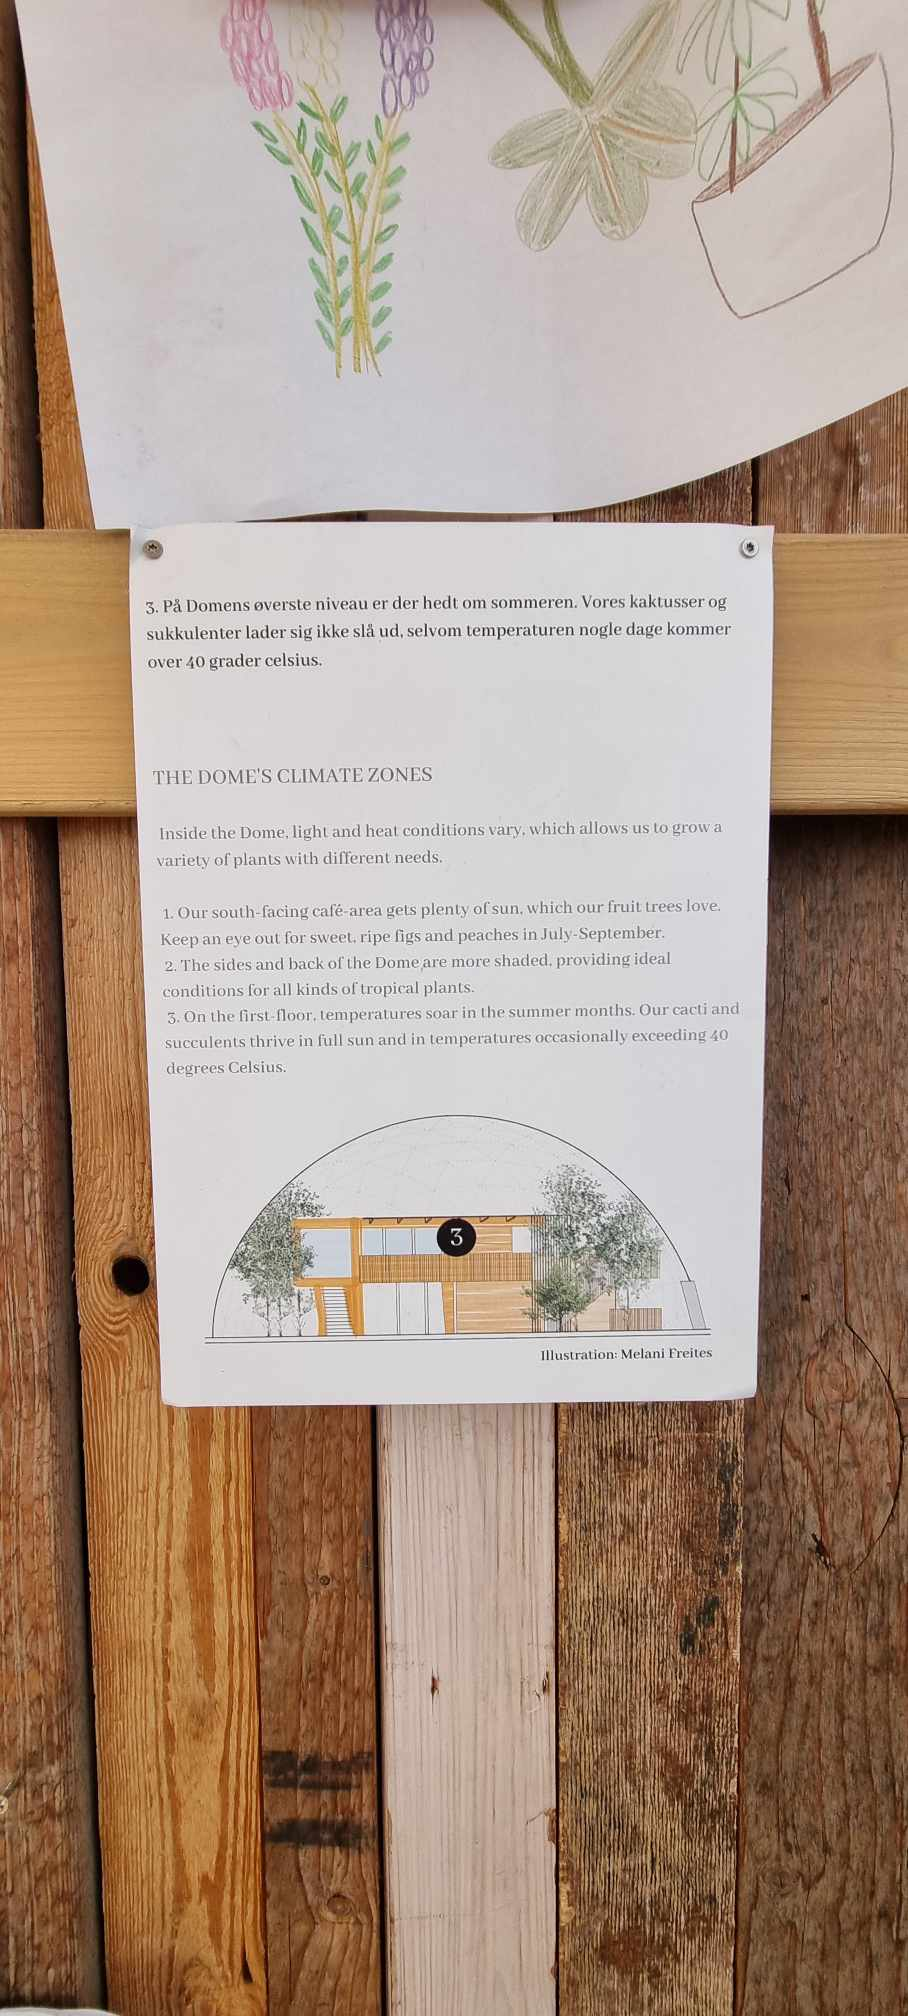 3. På Domens øverste niveau er der hedt om sommeren. Vores kaktusser og
sukkulenter lader sig ikke slå ud, selvom temperaturen nogle dage kommer
over 40 grader celsius.
THE DOME'S CLIMATE ZONES
Inside the Dome, light and heat conditions vary, which allows us to grow a
variety of plants with different needs.
1. Our south-facing café-area gets plenty of sun, which our fruit trees love.
Keep an eye out for sweet, ripe figs and peaches in July-September.
2. The sides and back of the Dome are more shaded, providing ideal
conditions for all kinds of tropical plants.
3. On the first-floor, temperatures soar in the summer months. Our cacti and
succulents thrive in full sun and in temperatures occasionally exceeding 40
degrees Celsius.
3
Illustration: Melani Freites